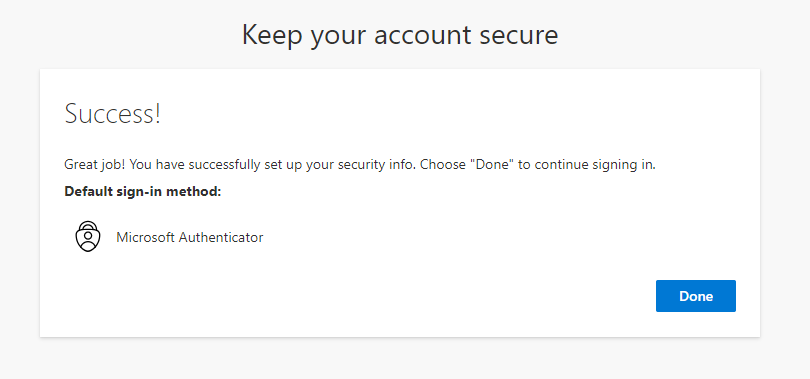 Keep your account secure
Success!
Great job! You have successfully set up your security info. Choose "Done" to continue signing in.
Default sign-in method:
Microsoft Authenticator
Done